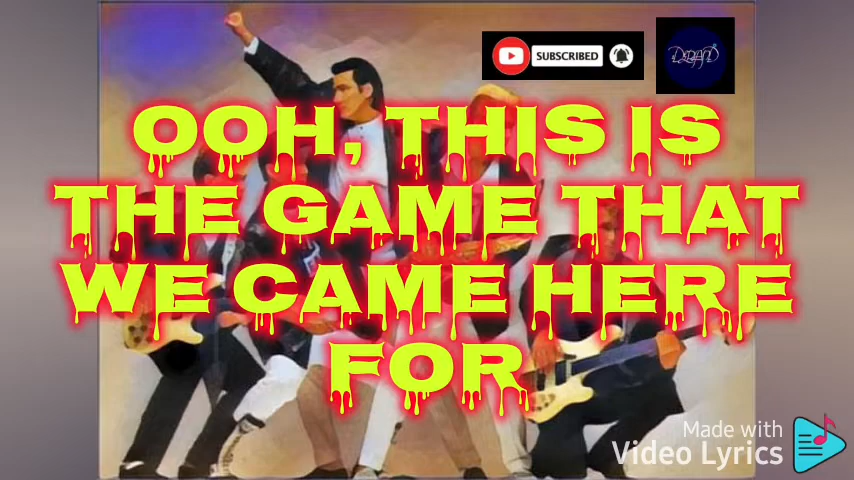 SUBSCRIBED
OOH, THIS IS
THE GAME THAT
WE CAME HERE
FOR
Made with
Video Lyrics